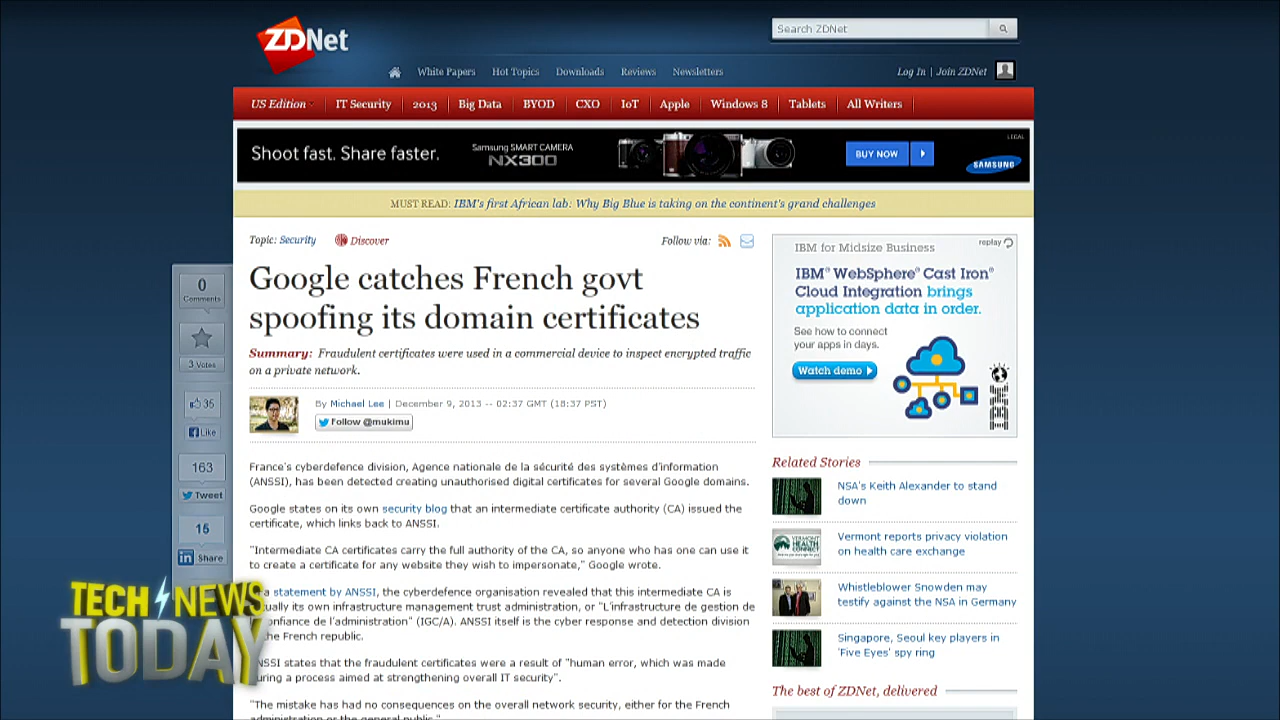 ZDNet
Search ZDNet
White Papers Hot Topics Downloads Reviews Newsletters
Log In | Join ZDNet
US Edition IT Security 2013 Big Data BYOD CXO IoT Apple Windows 8 Tablets All Writers
Shoot fast. Share faster.
Samsung SMART CAMERA
NX300
BUY NOW
LEGAL
SAMSUNG
MUST READ: IBM's first African lab: Why Big Blue is taking on the continent's grand challenges
Topic: Security Discover
Follow via:
Google catches French govt
spoofing its domain certificates
Summary: Fraudulent certificates were used in a commercial device to inspect encrypted traffic
on a private network.
By Michael Lee | December 9, 2013 -- 02:37 GMT (18:37 PST)
Follow @mukimu
France's cyberdefence division, Agence nationale de la sécurité des systèmes d'information
(ANSSI), has been detected creating unauthorised digital certificates for several Google domains.
Google states on its own security blog that an intermediate certificate authority (CA) issued the
certificate, which links back to ANSSI.
"Intermediate CA certificates carry the full authority of the CA, so anyone who has one can use it
to create a certificate for any website they wish to impersonate," Google wrote.
a statement by ANSSI, the cyberdefence organisation revealed that this intermediate CA is
ually its own infrastructure management trust administration, or "L'infrastructure de gestion de
onfiance de l'administration" (IGC/A). ANSSI itself is the cyber response and detection division
the French republic.
NSSI states that the fraudulent certificates were a result of "human error, which was made
uring a process aimed at strengthening overall IT security".
"The mistake has had no consequences on the overall network security, either for the French
administration or the general public."
0
Comments
3 Votes
35
Like
163
Tweet
15
Share
TECH NEWS
TODAY
IBM for Midsize Business
replay
IBM® WebSphere® Cast Iron®
Cloud Integration brings
application data in order.
See how to connect
your apps in days.
Watch demo
IBM
Related Stories
NSA's Keith Alexander to stand
down
VERMONT
HEALTH
CONNECT
Vermont reports privacy violation
on health care exchange
Whistleblower Snowden may
testify against the NSA in Germany
Singapore, Seoul key players in
'Five Eyes' spy ring
The best of ZDNet, delivered